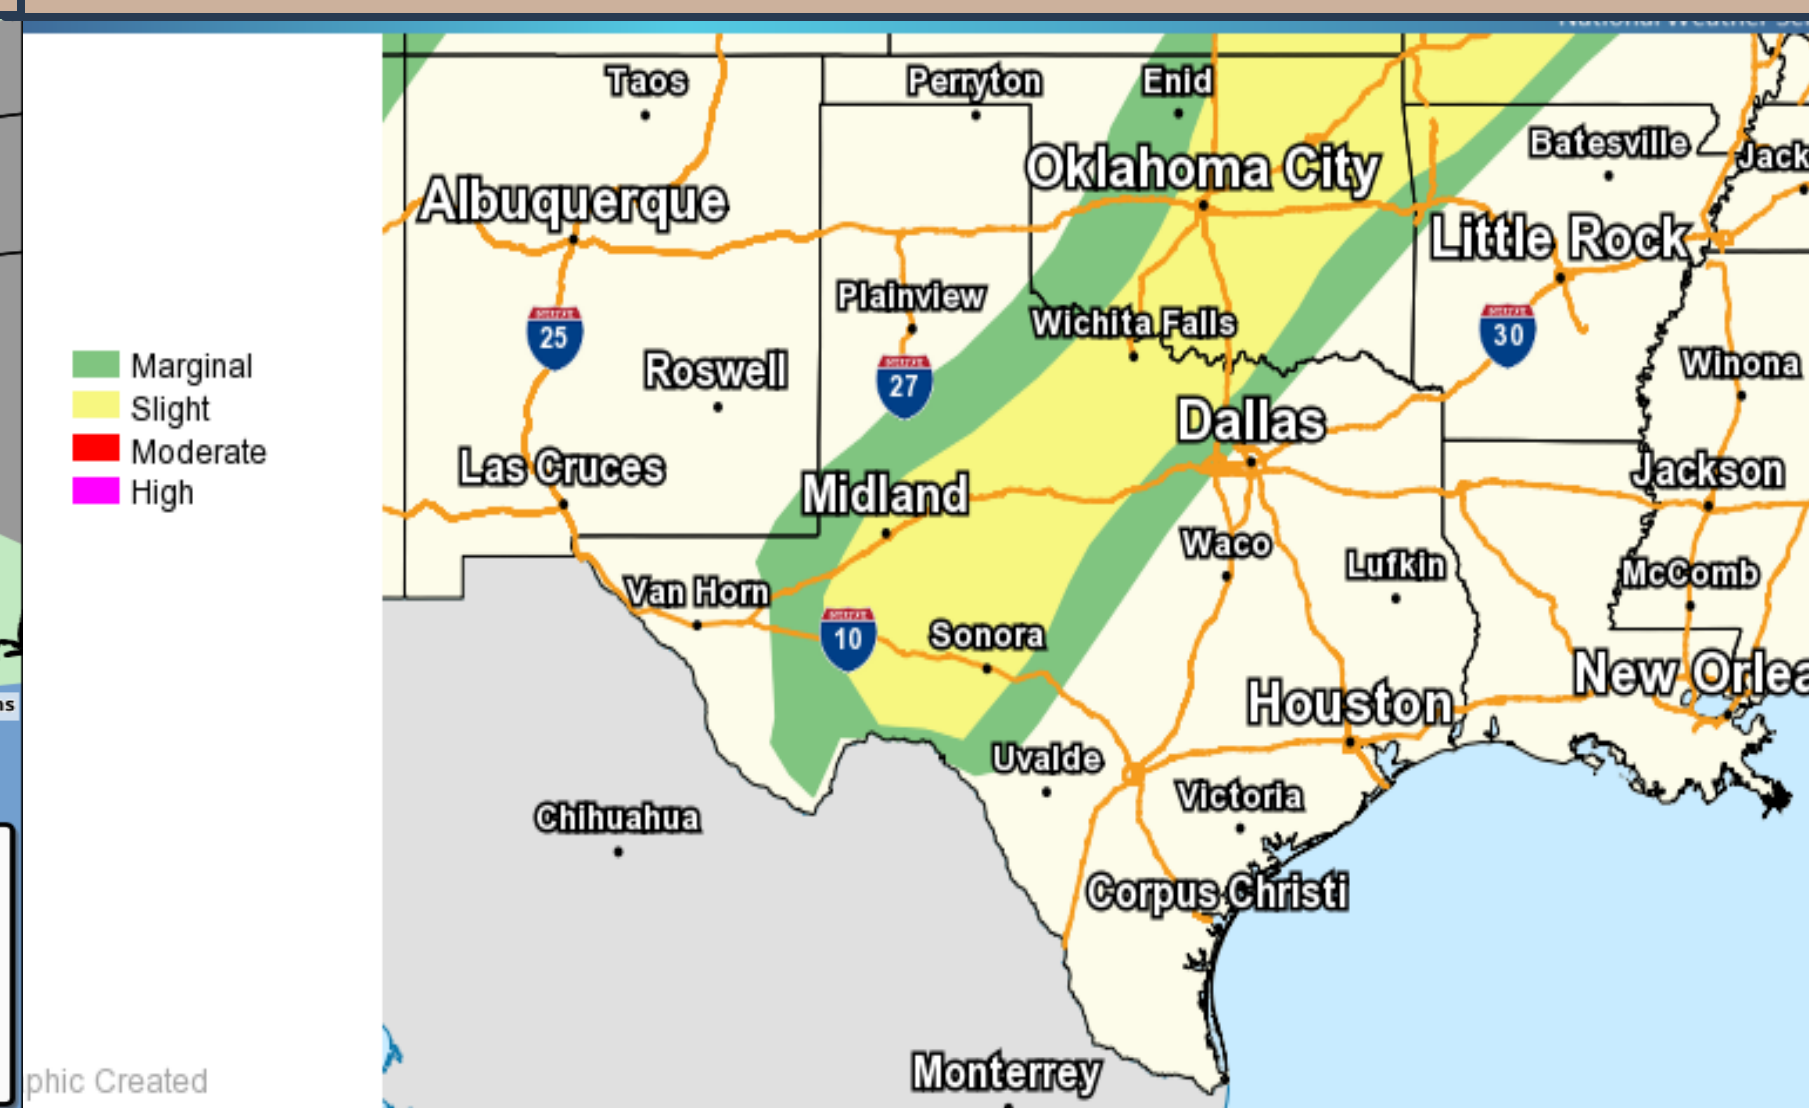 Taos
Perryton
Enid
Batesville
Oklahoma City
Albuquerque
Little Rock
Plainview
Wichita Falls
25
30
27
Roswell
Winona
Marginal
Slight
Moderate
High
Dallas
Las Cruces
Midland
Jackson
Waco
Lufkin
McComb
Van Horn
10
Sonora
New Orlea
Houston
Uvalde
Victoria
Chihuahua
Corpus Christi
Monterrey
phic Created